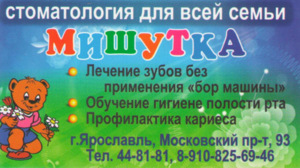 стоматология для всей семьи
МИШУТКА
Лечение зубов без
применения «бор машины»
Обучение гигиене полости рта
Профилактика кариеса
г.Ярославль, Московский пр-т, 93
Тел. 44-81-81, 8-910-825-69-46